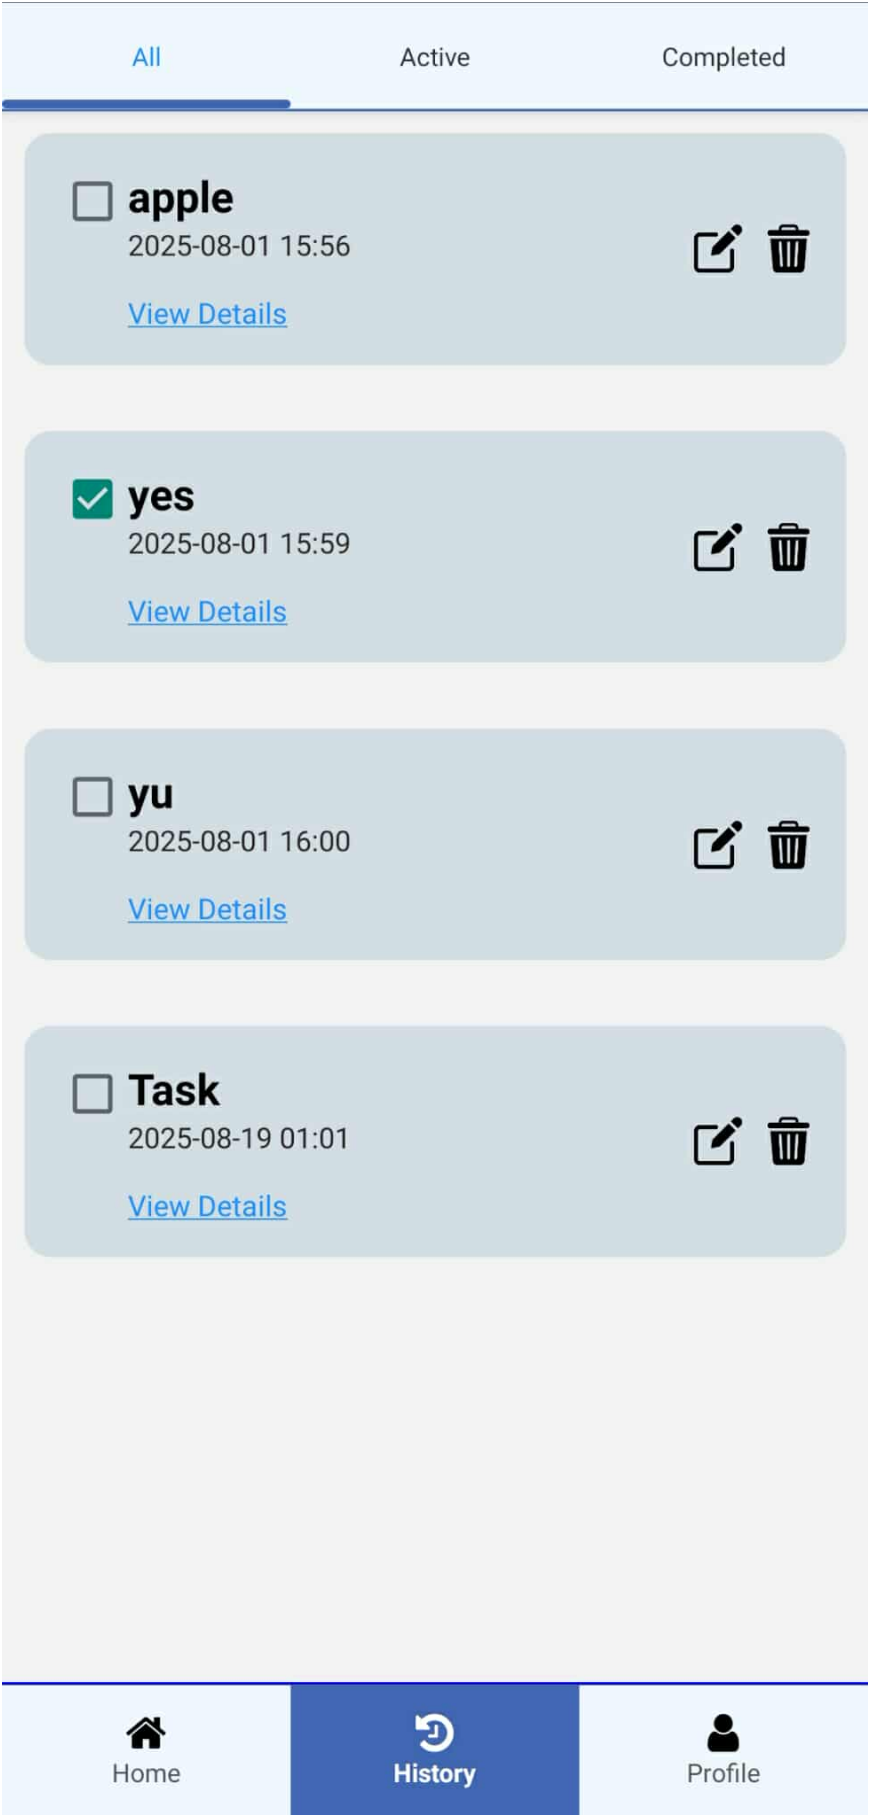 All Active Completed
apple
2025-08-01 15:56
View Details
yes
2025-08-01 15:59
View Details
yu
2025-08-01 16:00
View Details
Task
2025-08-19 01:01
View Details
Home History Profile